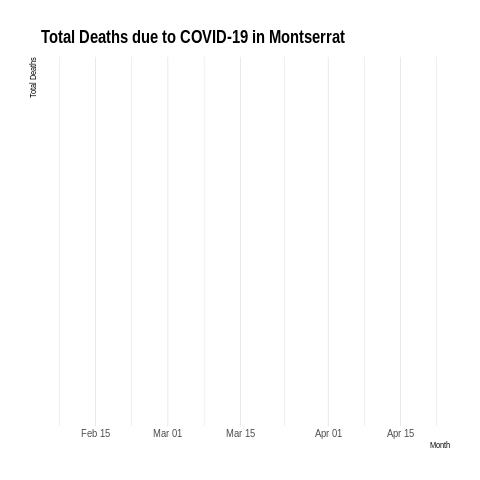 Total Deaths due to COVID-19 in Montserrat
Total Deaths
Feb 15 Mar 01 Mar 15 Apr 01 Apr 15
Month